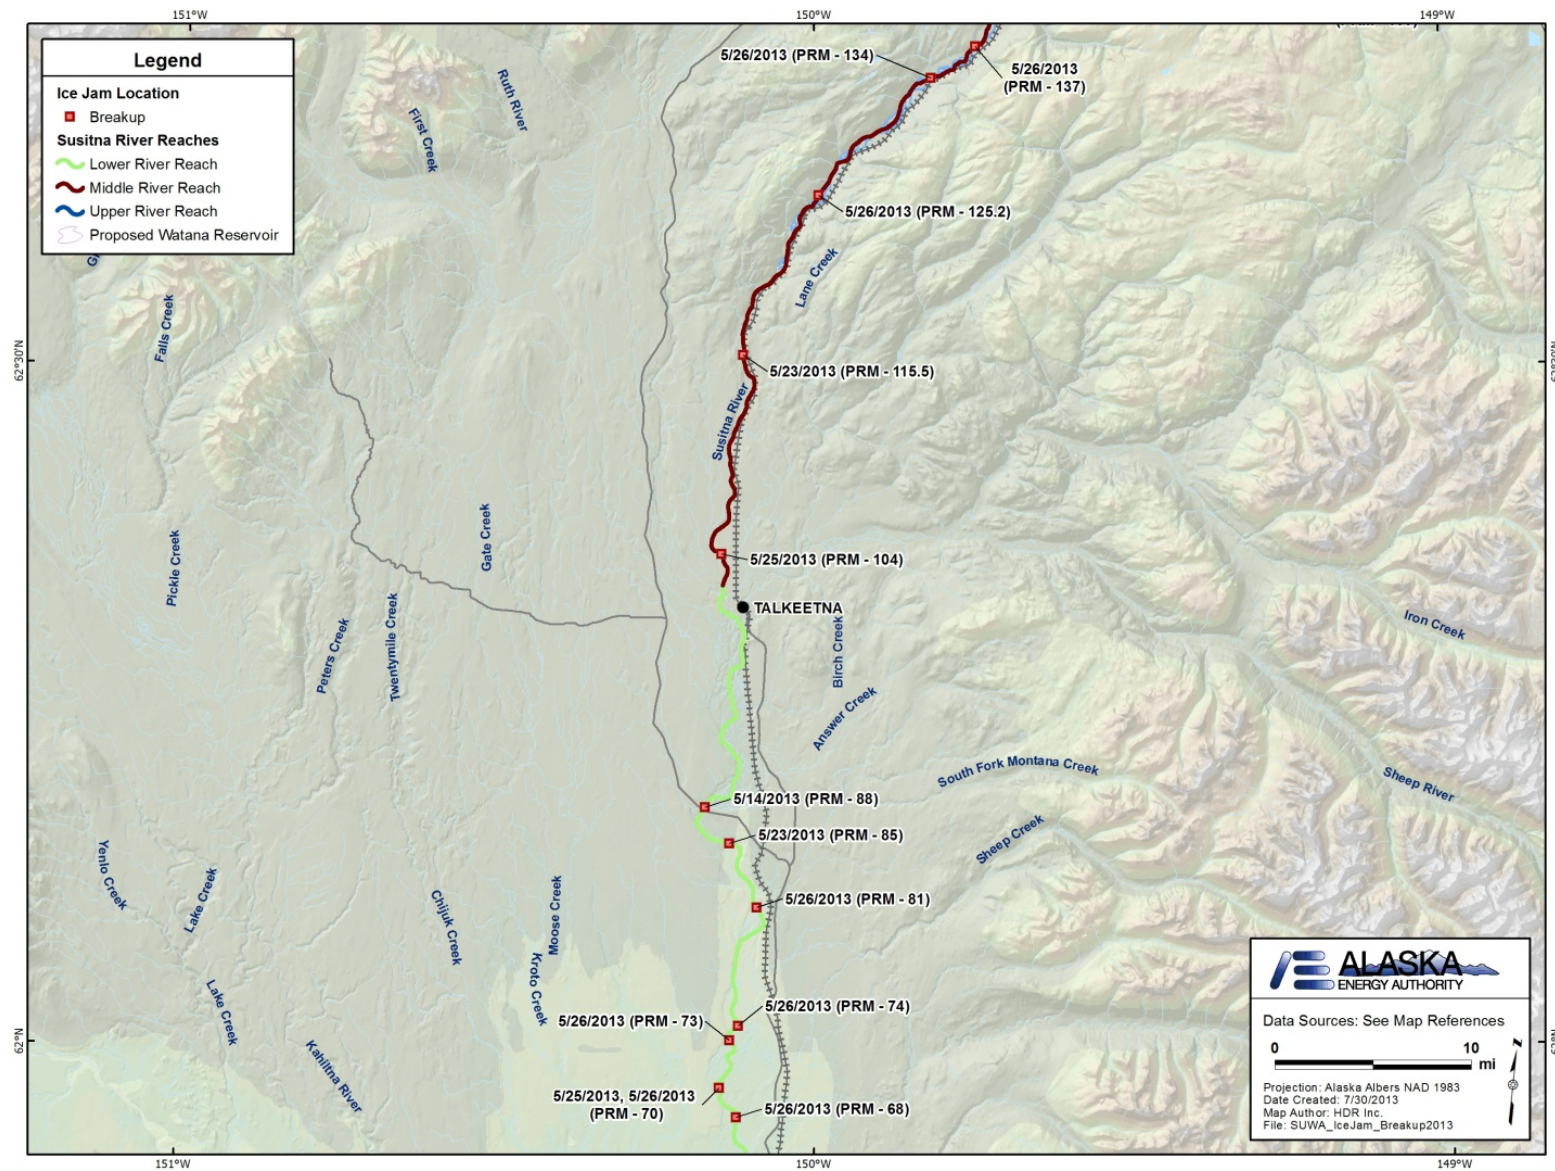 151°W
150°W
149°W
Legend
Ice Jam Location
Breakup
Susitna River Reaches
Lower River Reach
Middle River Reach
Upper River Reach
Proposed Watana Reservoir
Ruth River
First Creek
5/26/2013 (PRM - 134)
5/26/2013
(PRM - 137)
5/26/2013 (PRM - 125.2)
Lane Creek
Falls Creek
62°30'N
5/23/2013 (PRM - 115.5)
Susitna River
Gate Creek
Pickle Creek
5/25/2013 (PRM - 104)
TALKEETNA
Iron Creek
Peters Creek
Twentymile Creek
Birch Creek
Answer Creek
South Fork Montana Creek
Sheep River
5/14/2013 (PRM - 88)
5/23/2013 (PRM - 85)
Sheep Creek
Yenlo Creek
Lake Creek
Chijuk Creek
Moose Creek
5/26/2013 (PRM - 81)
Kroto Creek
Lake Creek
5/26/2013 (PRM - 74)
5/26/2013 (PRM - 73)
62°N
Kahiltna River
5/25/2013, 5/26/2013
(PRM - 70)
5/26/2013 (PRM - 68)
ALASKA
ENERGY AUTHORITY
Data Sources: See Map References
0 10
mi
N
Projection: Alaska Albers NAD 1983
Date Created: 7/30/2013
Map Author: HDR Inc.
File: SUWA_IceJam_Breakup2013
151°W
150°W
149°W